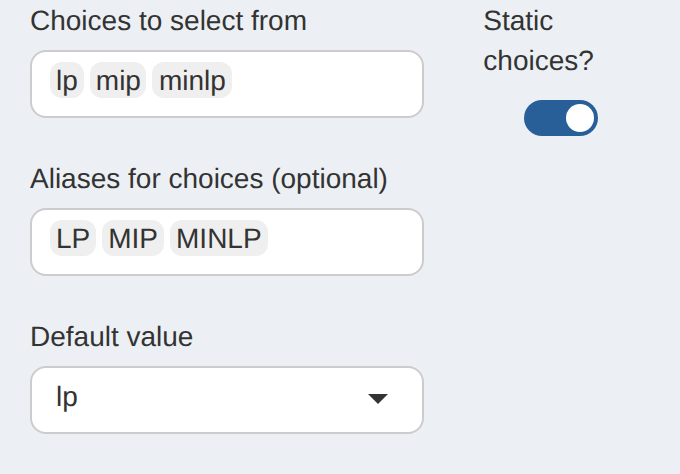 Choices to select from
lp mip minlp
Aliases for choices (optional)
LP MIP MINLP
Default value
lp
Static
choices?